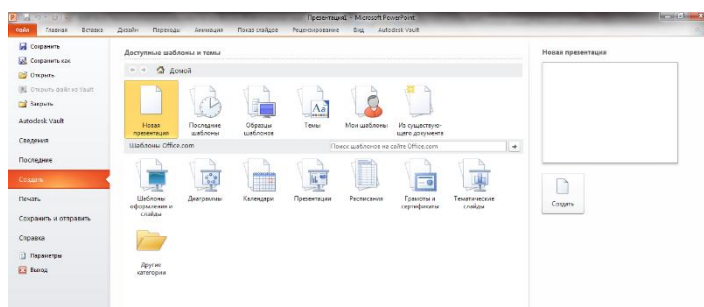 Презентация1 - Microsoft PowerPoint
Файл Главная Вставка Дизайн Переходы Анимация Показ слайдов Рецензирование Вид Autodesk Vault
Сохранить
Сохранить как
Открыть
Открыть файл из Vault
Закрыть
Autodesk Vault
Сведения
Последние
Создать
Печать
Сохранить и отправить
Справка
Параметры
Выход
Доступные шаблоны и темы
Домой
Новая презентация
Последние шаблоны
Образцы шаблонов
Темы
Мои шаблоны
Из существую-
щего документа
Шаблоны Office.com
Поиск шаблонов на сайте Office.com
Шаблоны оформления и слайды
Диаграммы
Календари
Презентации
Расписания
Грамоты и сертификаты
Тематические слайды
Другие категории
Новая презентация
Создать